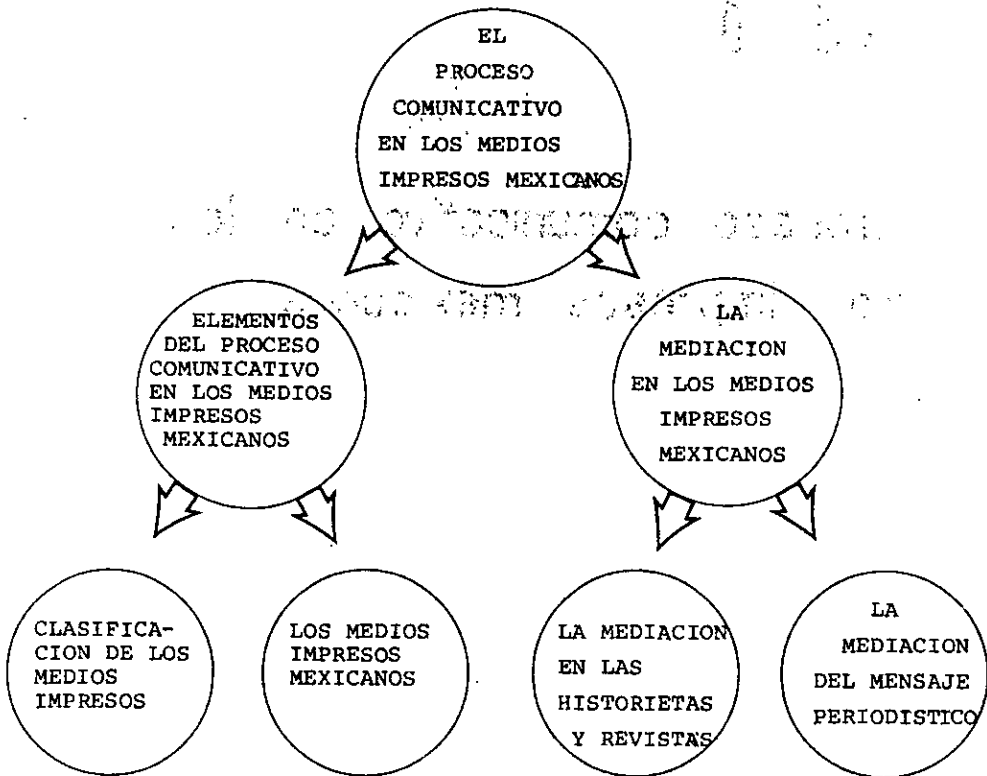 EL
PROCESO
COMUNICATIVO
EN LOS MEDIOS
IMPRESOS MEXICANOS
ELEMENTOS
DEL PROCESO
COMUNICATIVO
EN LOS MEDIOS
IMPRESOS
MEXICANOS
LA
MEDIACION
EN LOS MEDIOS
IMPRESOS
MEXICANOS
CLASIFICA-
CION DE LOS
MEDIOS
IMPRESOS
LOS MEDIOS
IMPRESOS
MEXICANOS
LA MEDIACION
EN LAS
HISTORIETAS
Y REVISTAS
LA
MEDIACION
DEL MENSAJE
PERIODISTICO